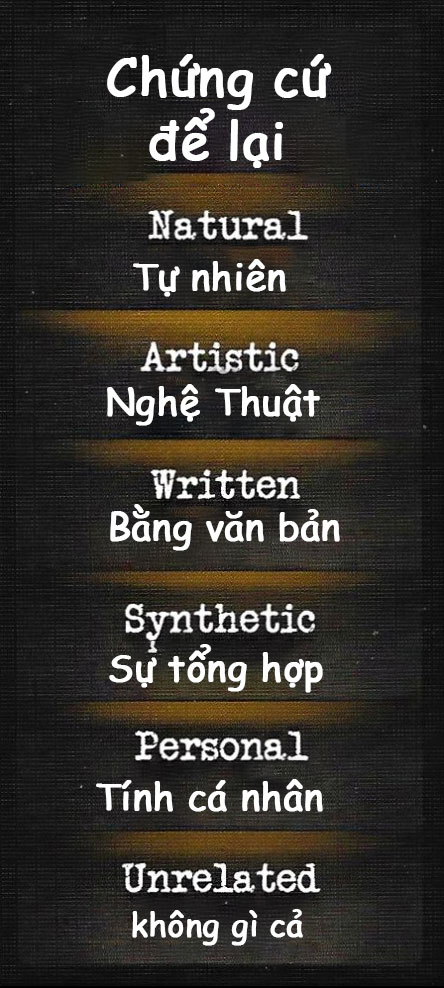 Chứng cứ
để lại
Natural
Tự nhiên
Artistic
Nghệ Thuật
Written
Bằng văn bản
Synthetic
Sự tổng hợp
Personal
Tính cá nhân
Unrelated
không gì cả